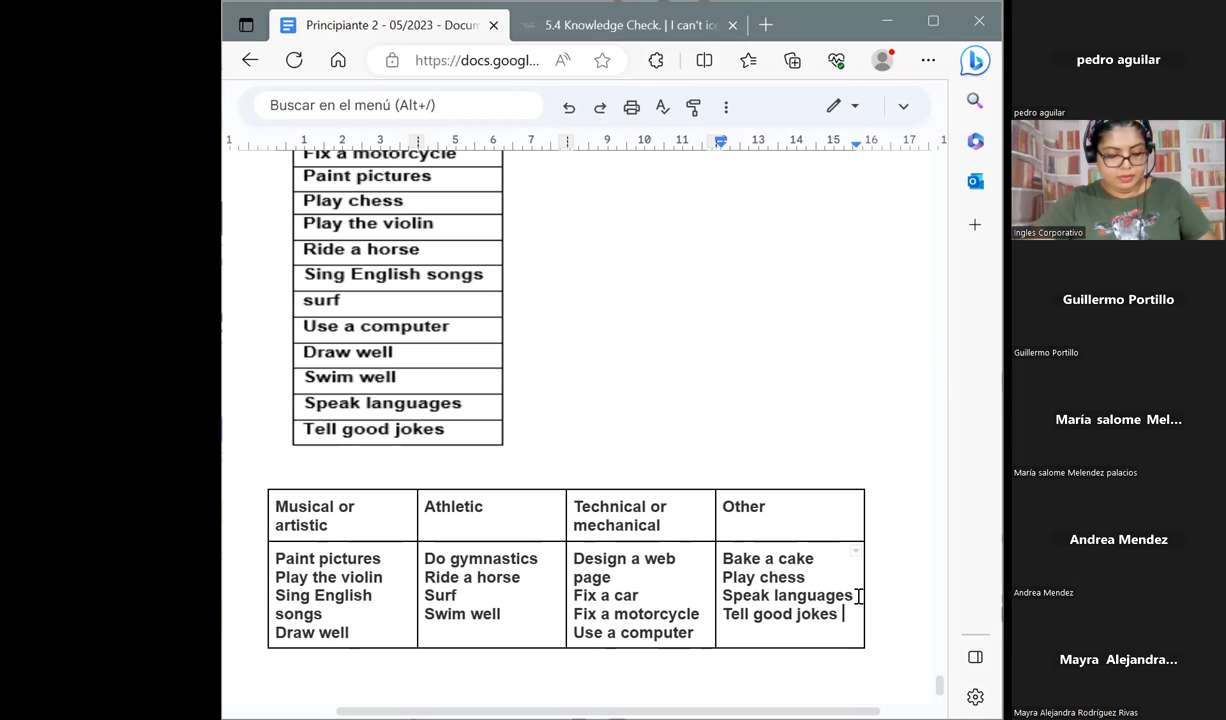 Principiante 2 - 05/2023 - Docum
5.4 Knowledge Check. | I can't ice
https://docs.googl...
Buscar en el menú (Alt+/)
1 1 2 3 5 6 7 9 10 11 13 14 15 16 17 1
Fix a motorcycle
Paint pictures
Play chess
Play the violin
Ride a horse
Sing English songs
surf
Use a computer
Draw well
Swim well
Speak languages
Tell good jokes
Musical or
artistic
Athletic
Technical or
mechanical
Other
Paint pictures
Play the violin
Sing English
songs
Draw well
Do gymnastics
Ride a horse
Surf
Swim well
Design a web
page
Fix a car
Fix a motorcycle
Use a computer
Bake a cake
Play chess
Speak languages
Tell good jokes
pedro aguilar
pedro aguilar
Ingles Corporativo
Guillermo Portillo
Guillermo Portillo
María salome Mel...
María salome Melendez palacios
Andrea Mendez
Andrea Mendez
Mayra Alejandra...
Mayra Alejandra Rodríguez Rivas